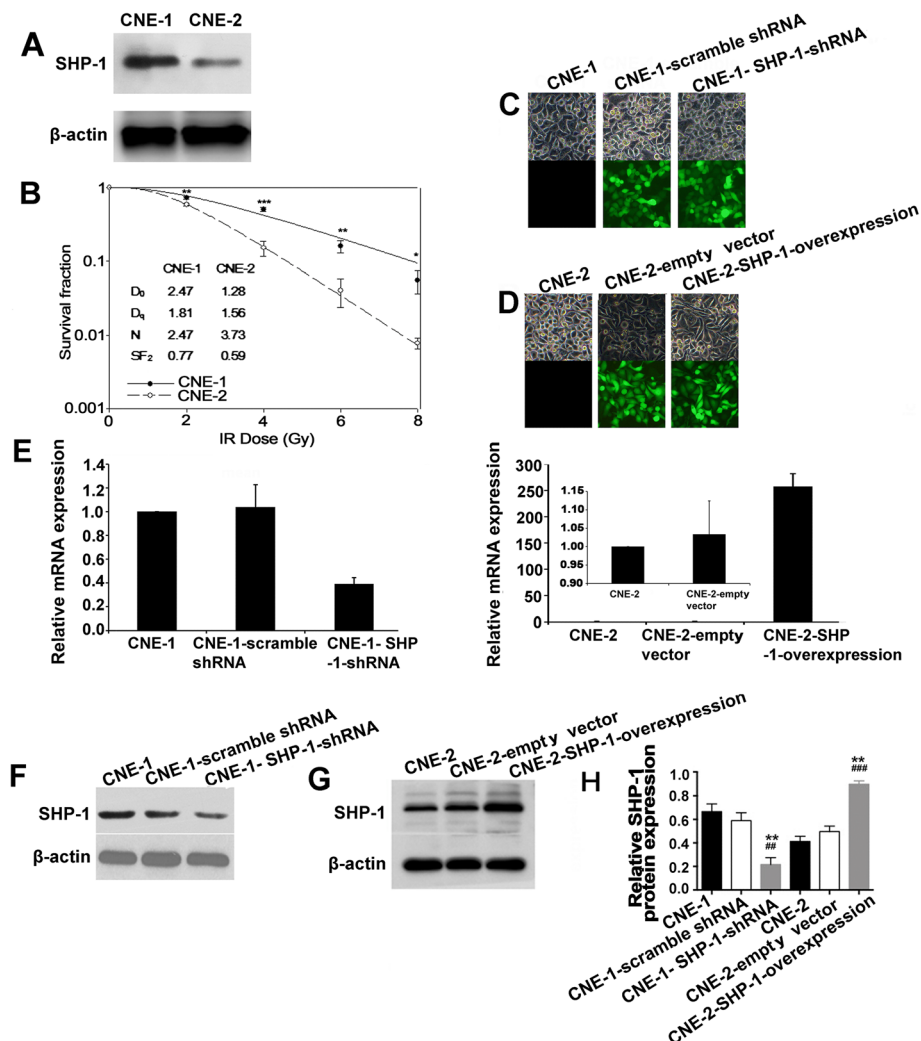 A
CNE-1 CNE-2
SHP-1
β-actin
B
Survival fraction
1
0.1
0.01
0.001
** *** ** *
CNE-1 CNE-2
D₀ 2.47 1.28
Dq 1.81 1.56
N 2.47 3.73
SF₂ 0.77 0.59
CNE-1
CNE-2
0 2 4 6 8
IR Dose (Gy)
C
CNE-1 CNE-1-scramble shRNA CNE-1- SHP-1-shRNA
D
CNE-2 CNE-2-empty vector CNE-2-SHP-1-overexpression
E
Relative mRNA expression
1.4
1.2
1.0
0.8
0.6
0.4
0.2
0.0
CNE-1 CNE-1-scramble shRNA CNE-1- SHP -1-shRNA
Relative mRNA expression
300
250
200
150
100
50
0
1.15
1.10
1.05
1.00
0.95
0.90
CNE-2 CNE-2-empty vector
CNE-2 CNE-2-empty vector CNE-2-SHP -1-overexpression
F
CNE-1 CNE-1-scramble shRNA CNE-1- SHP-1-shRNA
SHP-1
β-actin
G
CNE-2 CNE-2-empty vector CNE-2-SHP-1-overexpression
SHP-1
β-actin
H
Relative SHP-1
protein expression
1.0
0.8
0.6
0.4
0.2
0.0
**
##
**
###
CNE-1
CNE-1-scramble shRNA
CNE-1- SHP-1-shRNA
CNE-2
CNE-2-empty vector
CNE-2-SHP-1-overexpression